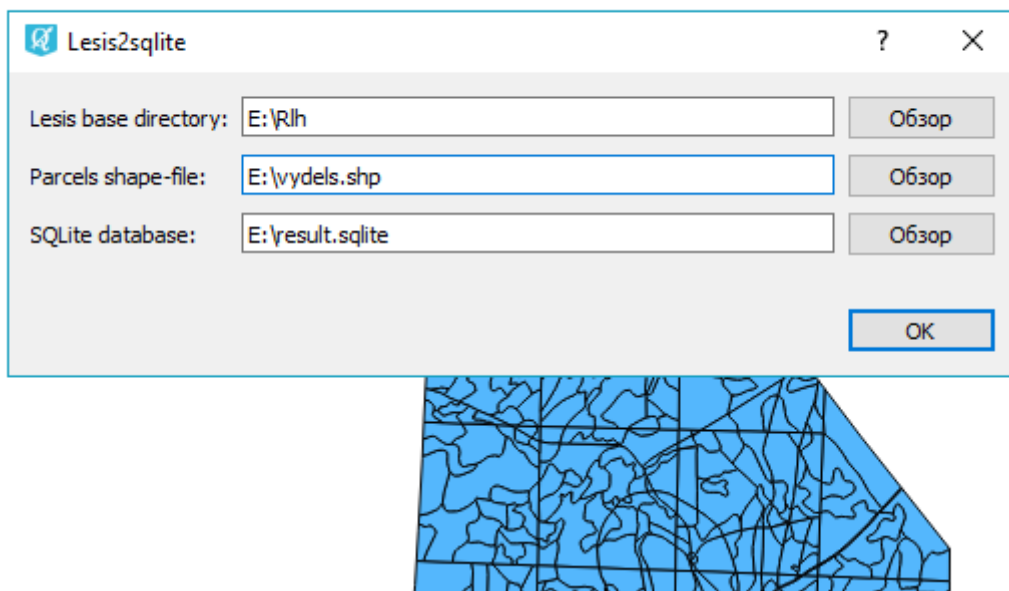 Lesis2sqlite ?
Lesis base directory: E:\Rlh Обзор
Parcels shape-file: E:\vydels.shp Обзор
SQLite database: E:\result.sqlite Обзор
OK